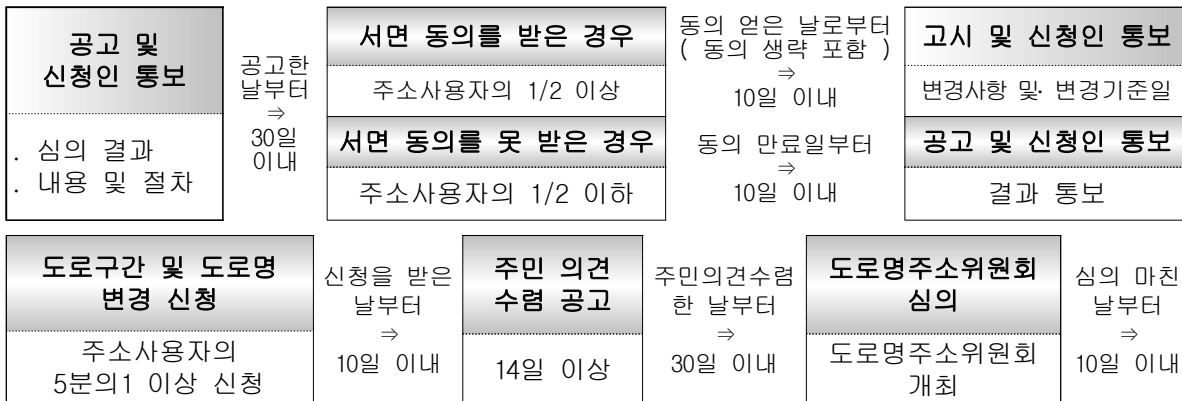 공고 및
신청인 통보
. 심의 결과
. 내용 및 절차
공고한
날부터
⇒
30일
이내
서면 동의를 받은 경우
주소사용자의 1/2 이상
서면 동의를 못 받은 경우
주소사용자의 1/2 이하
동의 얻은 날로부터
( 동의 생략 포함 )
⇒
10일 이내
동의 만료일부터
⇒
10일 이내
고시 및 신청인 통보
변경사항 및· 변경기준일
공고 및 신청인 통보
결과 통보
도로구간 및 도로명
변경 신청
주소사용자의
5분의1 이상 신청
신청을 받은
날부터
⇒
10일 이내
주민 의견
수렴 공고
14일 이상
주민의견수렴
한 날부터
⇒
30일 이내
도로명주소위원회
심의
도로명주소위원회
개최
심의 마친
날부터
⇒
10일 이내